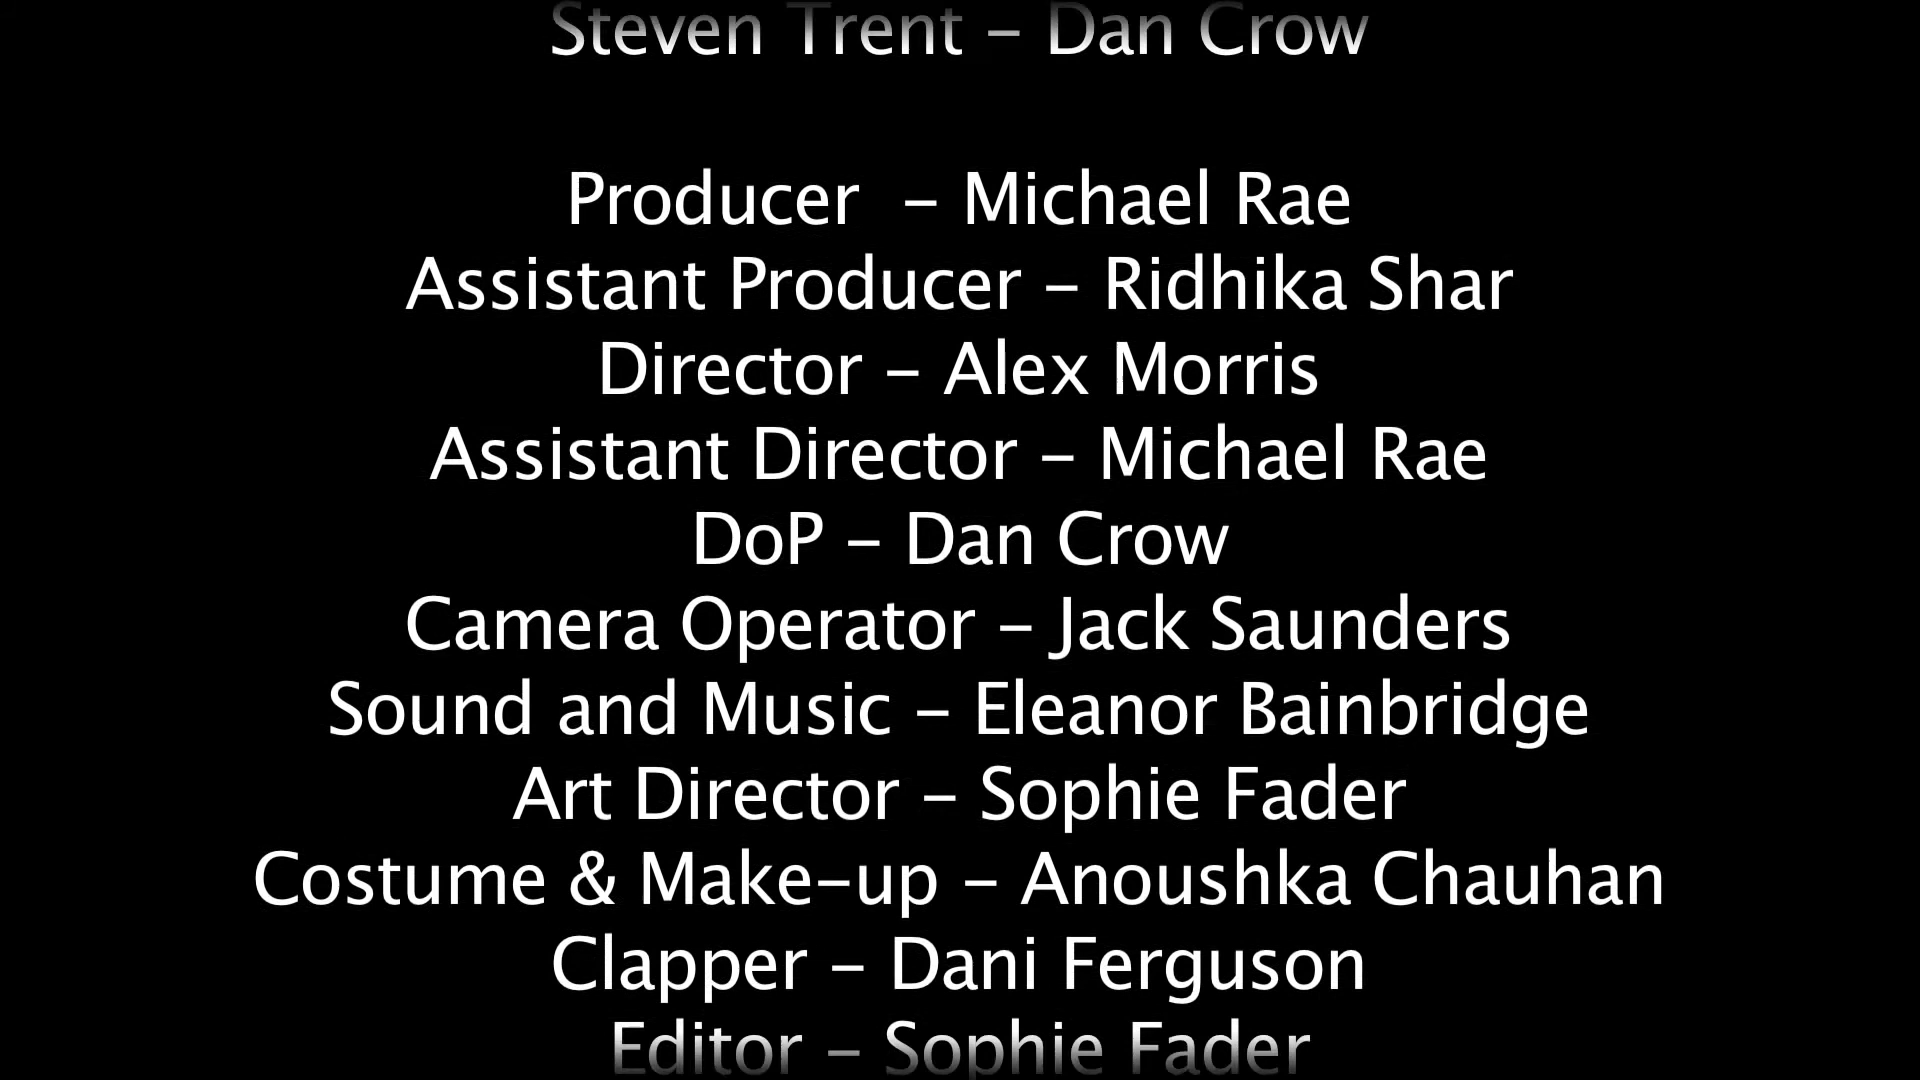 Steven Trent - Dan Crow
Producer  - Michael Rae
Assistant Producer - Ridhika Shar
Director - Alex Morris
Assistant Director - Michael Rae
DoP - Dan Crow
Camera Operator - Jack Saunders
Sound and Music - Eleanor Bainbridge
Art Director - Sophie Fader
Costume & Make-up - Anoushka Chauhan
Clapper - Dani Ferguson
Editor - Sophie Fader